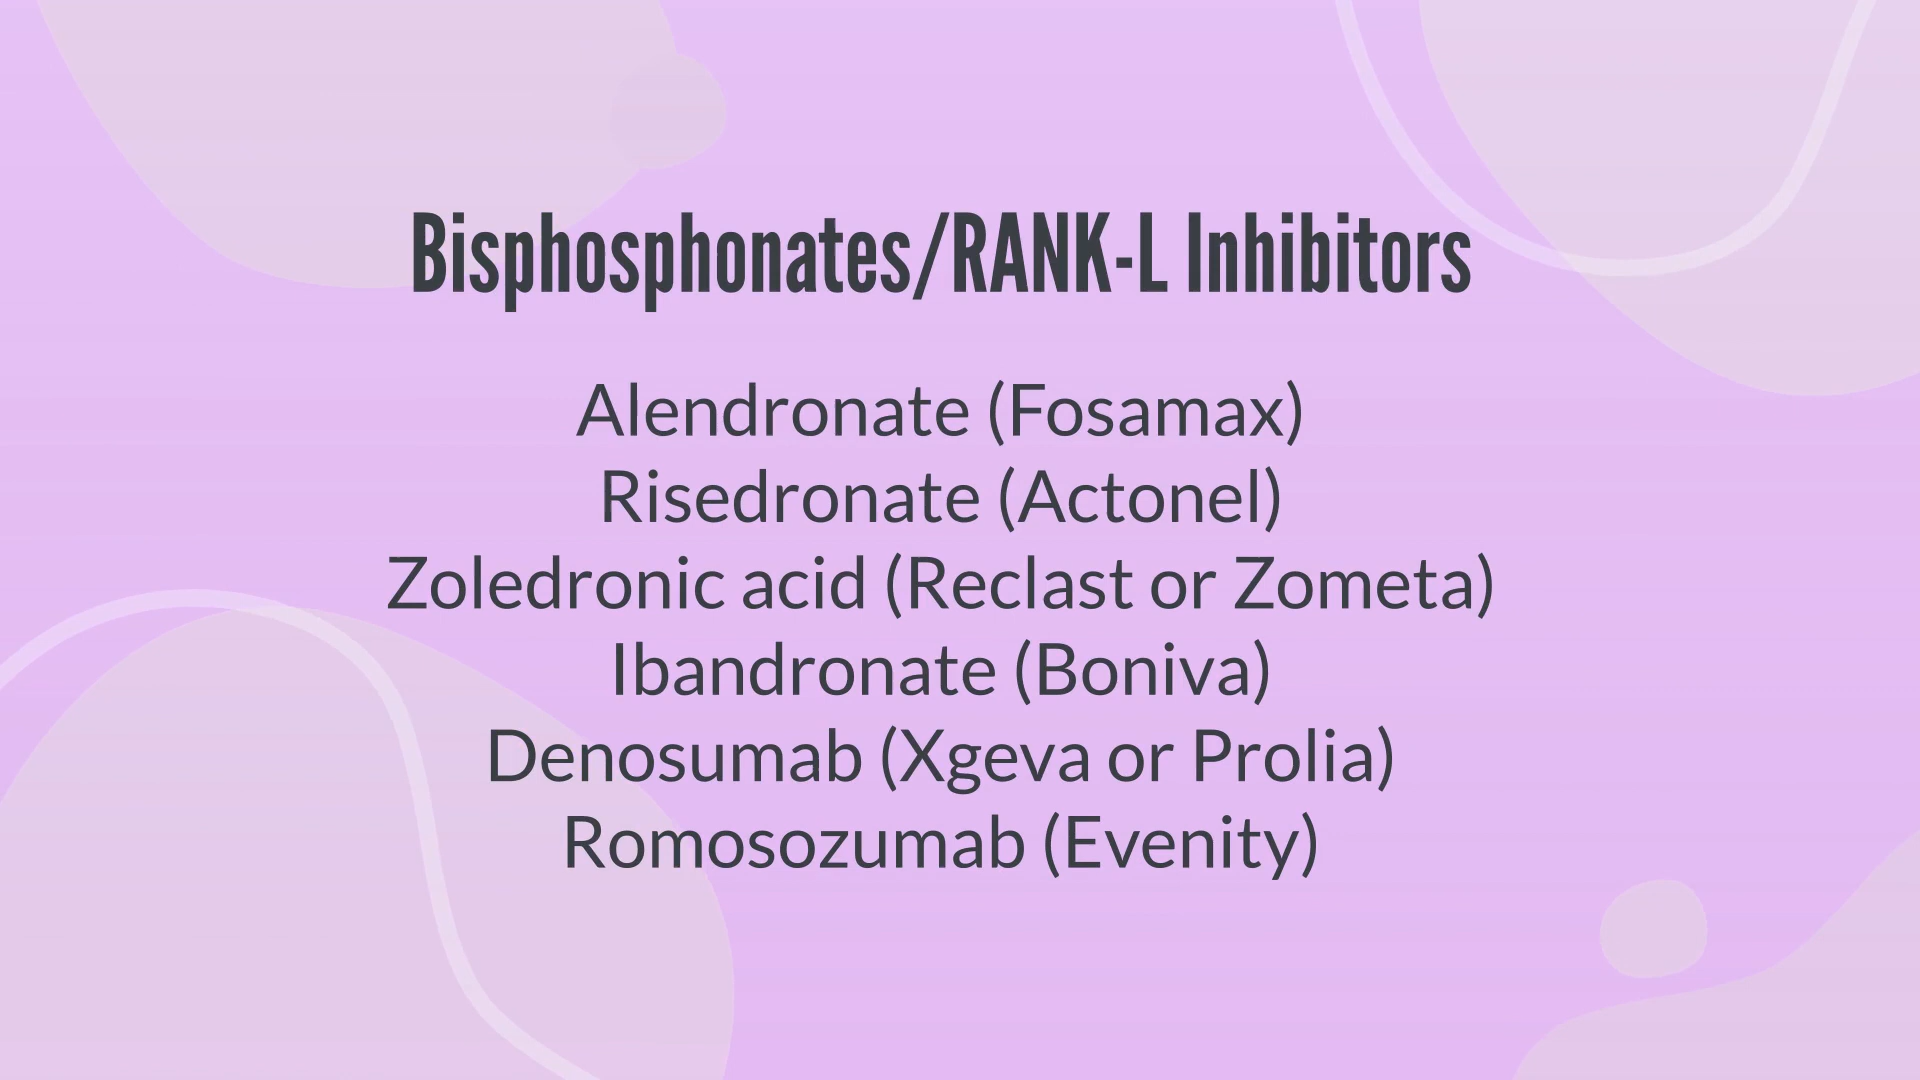 Bisphosphonates/RANK-L Inhibitors
Alendronate (Fosamax)
Risedronate (Actonel)
Zoledronic acid (Reclast or Zometa)
Ibandronate (Boniva)
Denosumab (Xgeva or Prolia)
Romosozumab (Evenity)